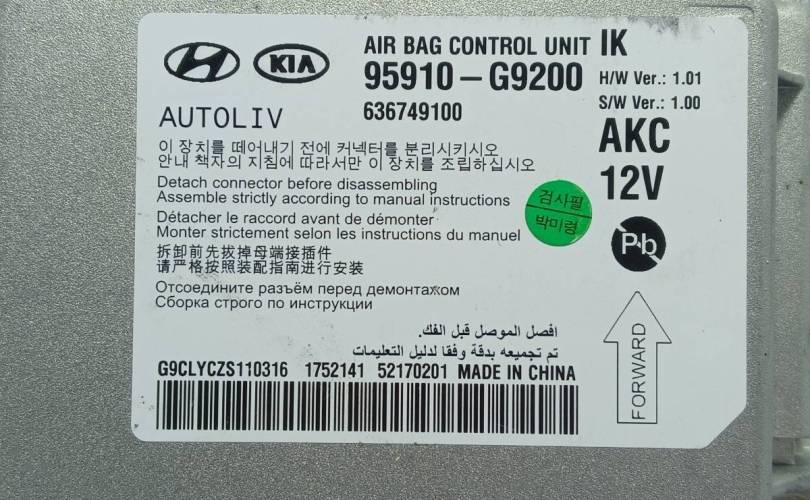 KIA
AIR BAG CONTROL UNIT IK
95910-G9200
636749100
H/W Ver.: 1.01
S/W Ver.: 1.00
AUTOLIV
AKC
12V
이 장치를 떼어내기 전에 커넥터를 분리시키시오
안내 책자의 지침에 따라서만 이 장치를 조립하십시오
Detach connector before disassembling
Assemble strictly according to manual instructions
검사필
박미령
Détacher le raccord avant de démonter
Monter strictement selon les instructions du manuel
Pb
拆卸前先拔掉母端接插件
请严格按照装配指南进行安装
Отсоедините разъём перед демонтажом
Сборка строго по инструкции
افصل الموصل قبل الفك.
تم تجميعه بدقة وفقا لدليل التعليمات
FORWARD
G9CLYCZS110316 1752141 52170201 MADE IN CHINA